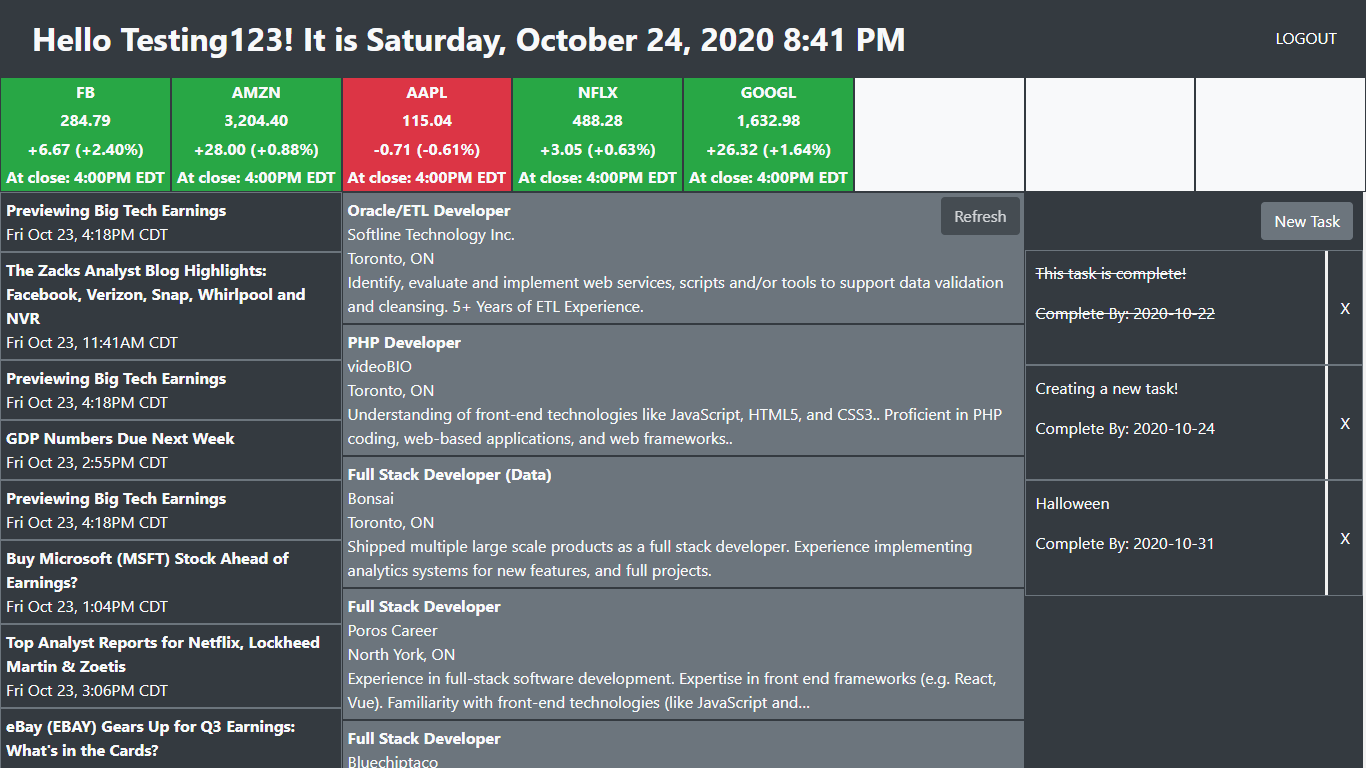 Hello Testing123! It is Saturday, October 24, 2020 8:41 PM
LOGOUT
FB
284.79
+6.67 (+2.40%)
At close: 4:00PM EDT
AMZN
3,204.40
+28.00 (+0.88%)
At close: 4:00PM EDT
AAPL
115.04
-0.71 (-0.61%)
At close: 4:00PM EDT
NFLX
488.28
+3.05 (+0.63%)
At close: 4:00PM EDT
GOOGL
1,632.98
+26.32 (+1.64%)
At close: 4:00PM EDT
Previewing Big Tech Earnings
Fri Oct 23, 4:18PM CDT
The Zacks Analyst Blog Highlights:
Facebook, Verizon, Snap, Whirlpool and
NVR
Fri Oct 23, 11:41AM CDT
Previewing Big Tech Earnings
Fri Oct 23, 4:18PM CDT
GDP Numbers Due Next Week
Fri Oct 23, 2:55PM CDT
Previewing Big Tech Earnings
Fri Oct 23, 4:18PM CDT
Buy Microsoft (MSFT) Stock Ahead of
Earnings?
Fri Oct 23, 1:04PM CDT
Top Analyst Reports for Netflix, Lockheed
Martin & Zoetis
Fri Oct 23, 3:06PM CDT
eBay (EBAY) Gears Up for Q3 Earnings:
What's in the Cards?
Refresh
Oracle/ETL Developer
Softline Technology Inc.
Toronto, ON
Identify, evaluate and implement web services, scripts and/or tools to support data validation
and cleansing. 5+ Years of ETL Experience.
PHP Developer
videoBIO
Toronto, ON
Understanding of front-end technologies like JavaScript, HTML5, and CSS3.. Proficient in PHP
coding, web-based applications, and web frameworks..
Full Stack Developer (Data)
Bonsai
Toronto, ON
Shipped multiple large scale products as a full stack developer. Experience implementing
analytics systems for new features, and full projects.
Full Stack Developer
Poros Career
North York, ON
Experience in full-stack software development. Expertise in front end frameworks (e.g. React,
Vue). Familiarity with front-end technologies (like JavaScript and...
Full Stack Developer
Bluechiptaco
New Task
This task is complete!
Complete By: 2020-10-22
X
Creating a new task!
Complete By: 2020-10-24
X
Halloween
Complete By: 2020-10-31
X